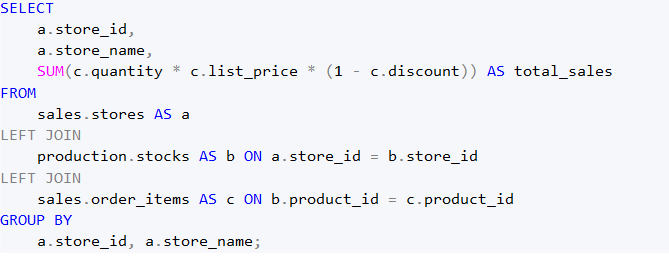 SELECT
    a.store_id,
    a.store_name,
    SUM(c.quantity * c.list_price * (1 - c.discount)) AS total_sales
FROM
    sales.stores AS a
LEFT JOIN
    production.stocks AS b ON a.store_id = b.store_id
LEFT JOIN
    sales.order_items AS c ON b.product_id = c.product_id
GROUP BY
    a.store_id, a.store_name;